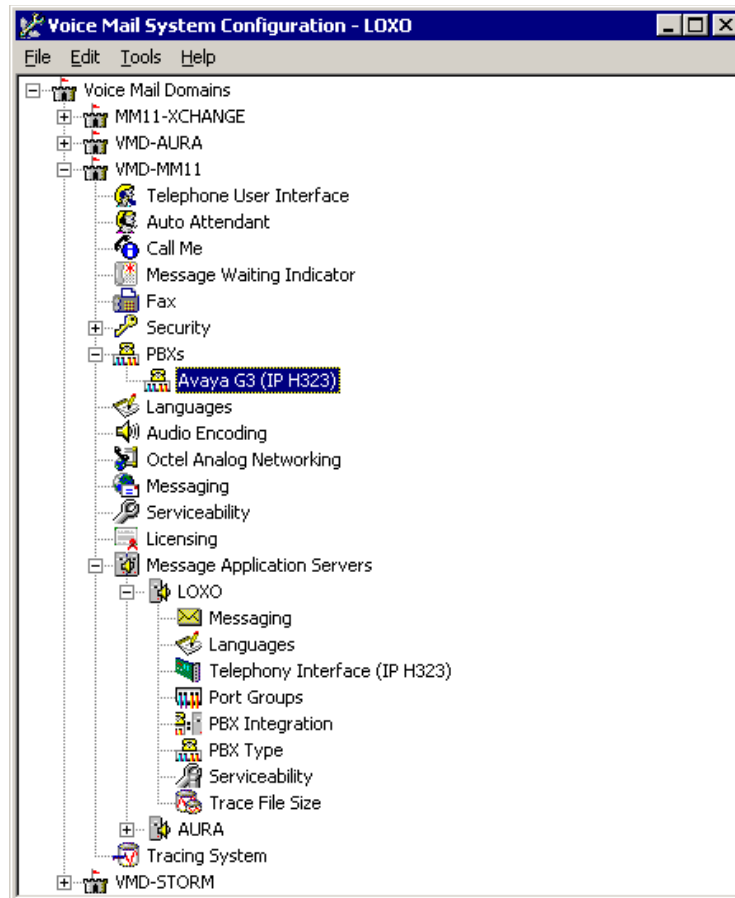 Voice Mail System Configuration - LOXO
File Edit Tools Help
Voice Mail Domains
MM11-XCHANGE
VMD-AURA
VMD-MM11
Telephone User Interface
Auto Attendant
Call Me
Message Waiting Indicator
Fax
Security
PBXs
Avaya G3 (IP H323)
Languages
Audio Encoding
Octel Analog Networking
Messaging
Serviceability
Licensing
Message Application Servers
LOXO
Messaging
Languages
Telephony Interface (IP H323)
Port Groups
PBX Integration
PBX Type
Serviceability
Trace File Size
AURA
Tracing System
VMD-STORM